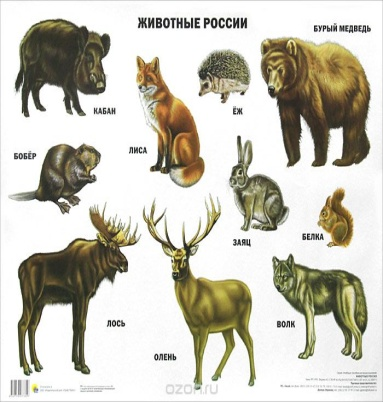 ЖИВОТНЫЕ РОССИИ
БУРЫЙ МЕДВЕДЬ
КАБАН
ЁЖ
ЛИСА
БОБЁР
ЗАЯЦ
БЕЛКА
ЛОСЬ
ОЛЕНЬ
ВОЛК
ozon.ru